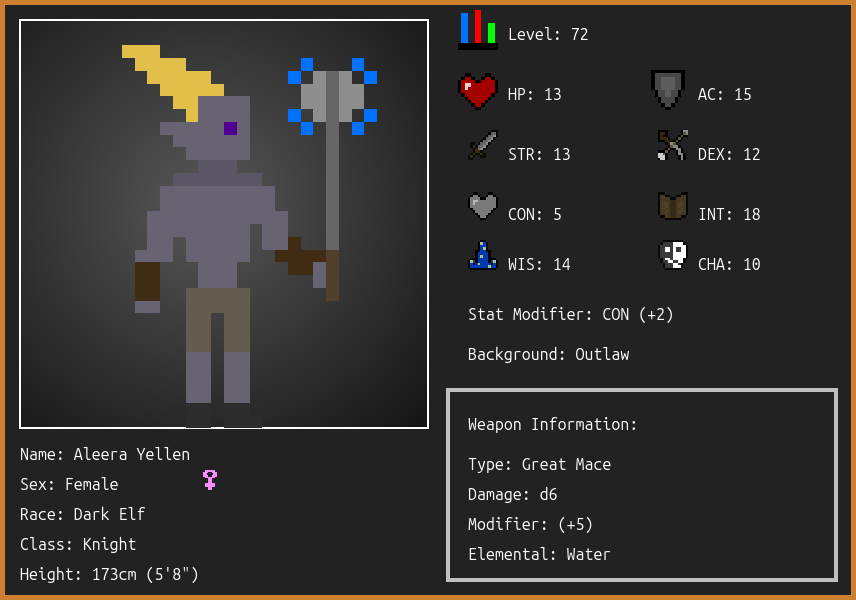 Level: 72
HP: 13
AC: 15
STR: 13
DEX: 12
CON: 5
INT: 18
WIS: 14
CHA: 10
Stat Modifier: CON (+2)
Background: Outlaw
Weapon Information:
Type: Great Mace
Damage: d6
Modifier: (+5)
Elemental: Water
Name: Aleera Yellen
Sex: Female
Race: Dark Elf
Class: Knight
Height: 173cm (5'8")